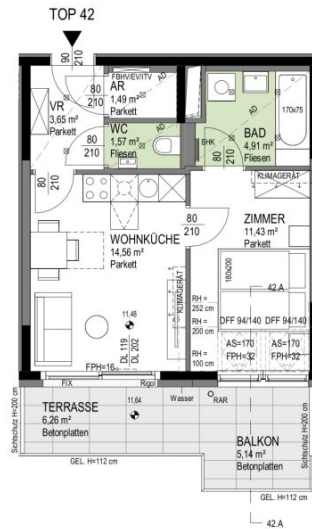 TOP 42
90
210
FBHV/EV/ITV
AD
80
210
AR
1,49 m²
Parkett
VR
3,65 m²
Parkett
WC
1,57 m²
Fliesen
80
210
AD
170x75
BAD
4,91 m²
Fliesen
BHK
80
210
80
210
KLIMAGERÄT
80
210
ZIMMER
11,43 m²
Parkett
WOHNKÜCHE
14,56 m²
Parkett
180x200
KLIMAGERÄT
42.A
RH =
252 cm
DFF 94/140
DFF 94/140
11,48
RH =
200 cm
DL 119
DL 202
AS=170
FPH=32
AS=170
FPH=32
RH =
100 cm
FPH=16
FIX
Rigol
Wasser
RAR
Sichtschutz H=200 cm
TERRASSE
6,26 m²
Betonplatten
11,64
BALKON
5,14 m²
Betonplatten
Sichtschutz H=200 cm
GEL. H=112 cm
GEL. H=112 cm
42.A